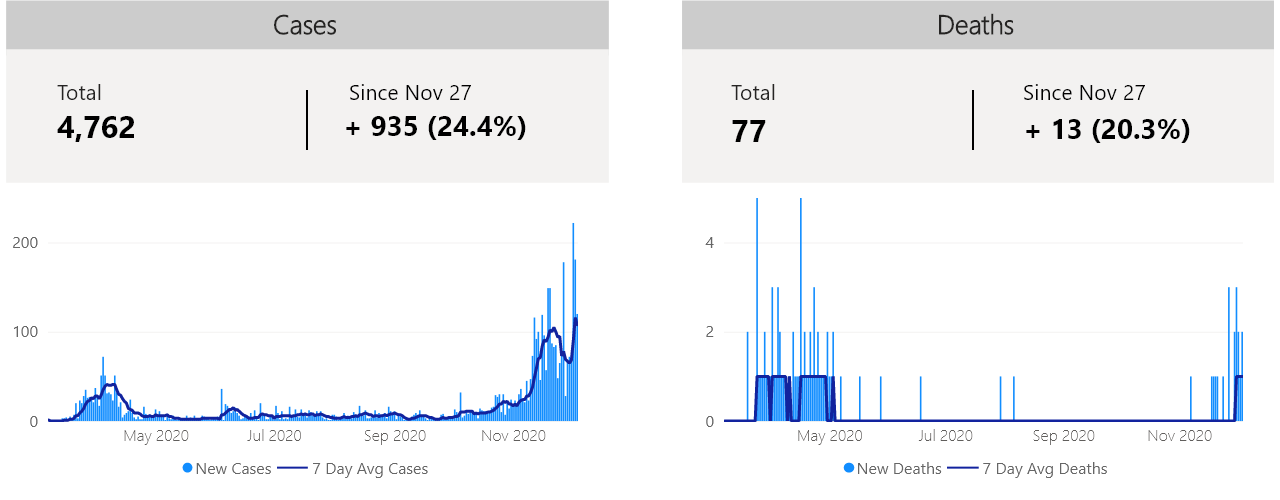 Cases
Total
Since Nov 27
4,762
+ 935 (24.4%)
200
100
0
May 2020
Jul 2020
Sep 2020
Nov 2020
New Cases
7 Day Avg Cases
Deaths
Total
Since Nov 27
77
+ 13 (20.3%)
4
2
0
May 2020
Jul 2020
Sep 2020
Nov 2020
New Deaths
7 Day Avg Deaths